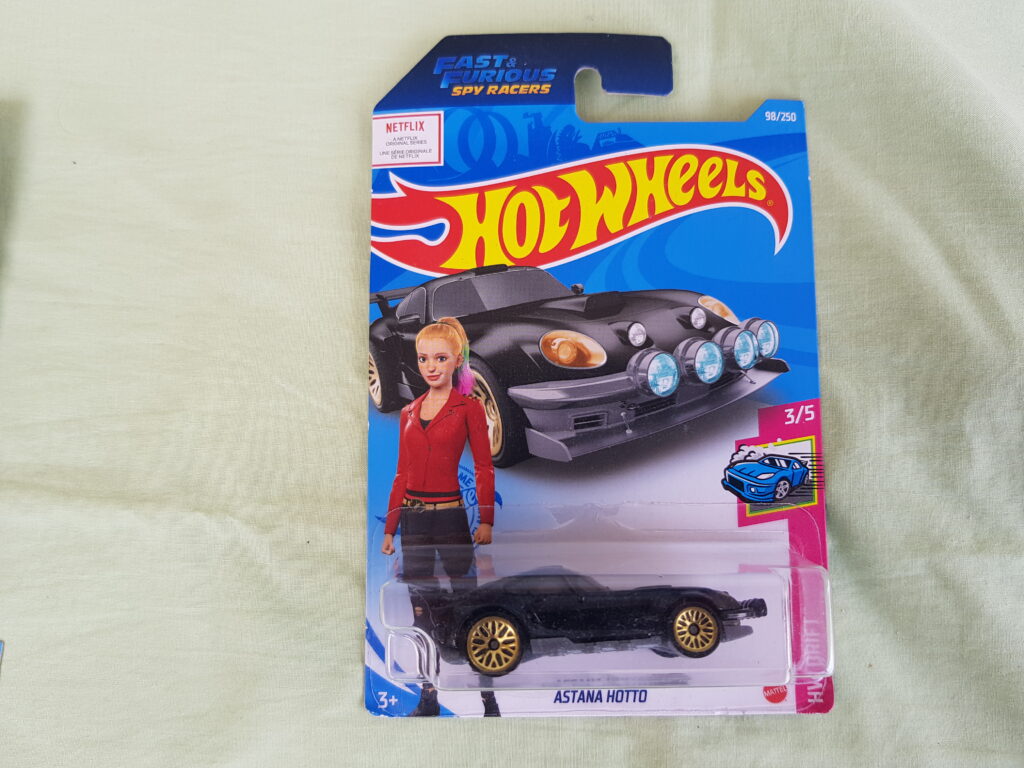 FAST &
FURIOUS
SPY RACERS
98/250
NETFLIX
A NETFLIX
ORIGINAL SERIES
UNE SÉRIE ORIGINALE
DE NETFLIX
HOT WHEELS
®
3/5
ASTANA HOTTO
3+
MATTEL
HW DRIFT